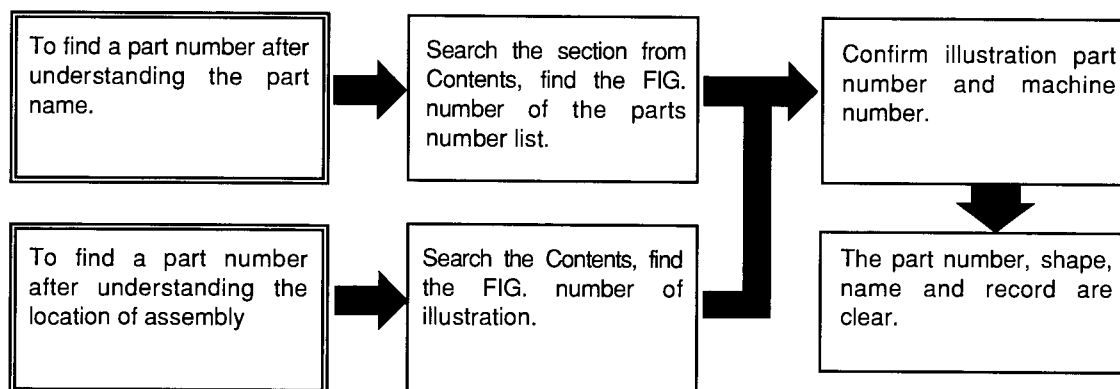 To find a part number after
understanding the part
name.
Search the section from
Contents, find the FIG.
number of the parts
number list.
Confirm illustration part
number and machine
number.
To find a part number
after understanding the
location of assembly
Search the Contents, find
the FIG. number of
illustration.
The part number, shape,
name and record are
clear.